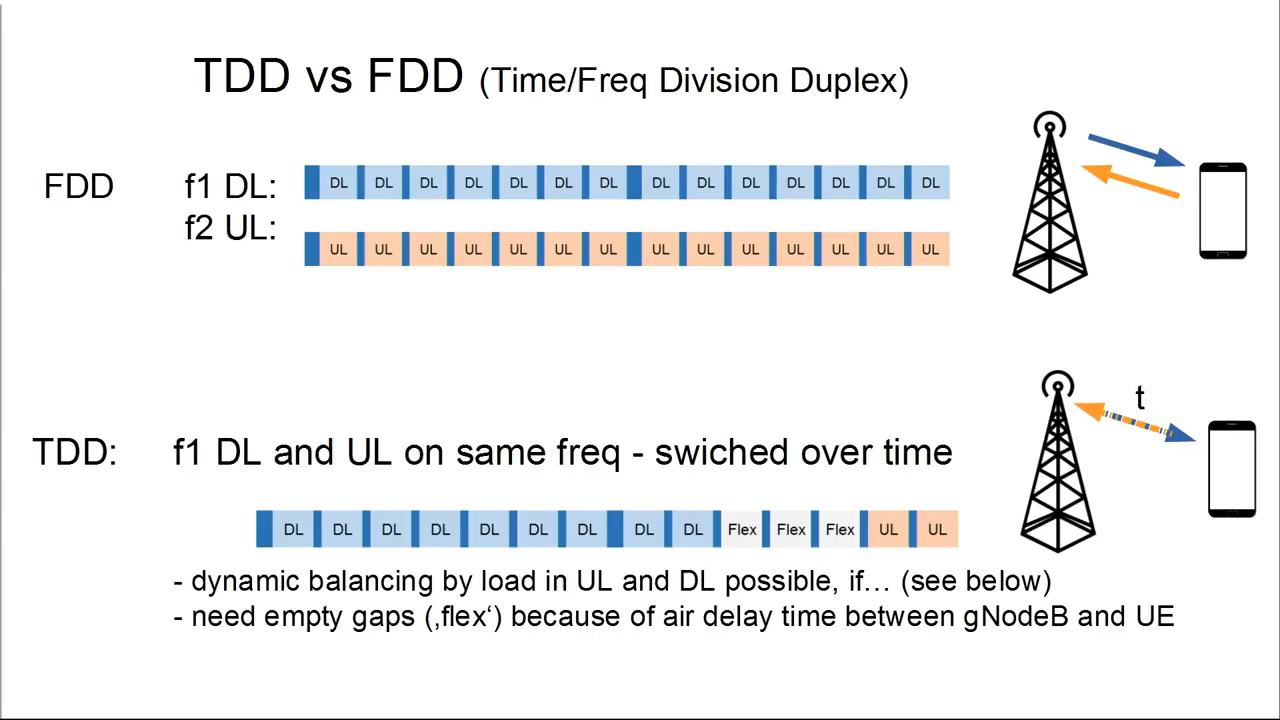 TDD vs FDD (Time/Freq Division Duplex)
FDD f1 DL: DL DL DL DL DL DL DL DL DL DL DL DL DL DL
f2 UL:
UL UL UL UL UL UL UL UL UL UL UL UL UL UL
t
TDD: f1 DL and UL on same freq - swiched over time
DL DL DL DL DL DL DL DL DL Flex Flex Flex UL UL
- dynamic balancing by load in UL and DL possible, if… (see below)
- need empty gaps (‚flex‘) because of air delay time between gNodeB and UE